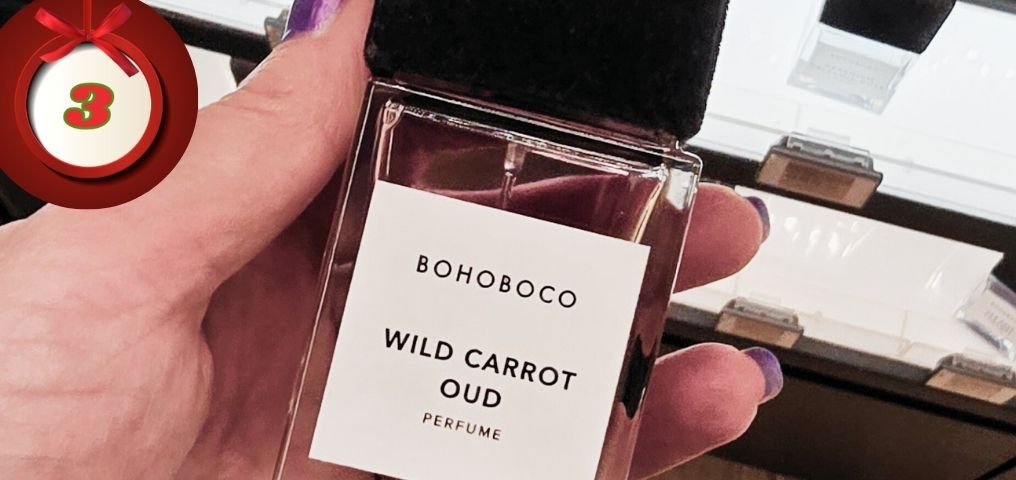 3
BOHOBOCO
WILD CARROT
OUD
PERFUME